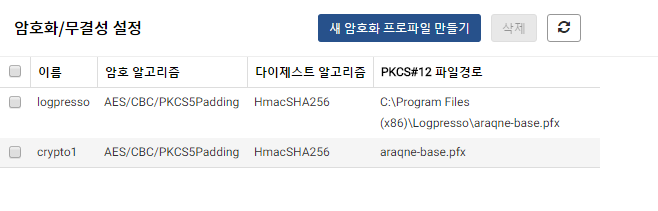 암호화/무결성 설정 새 암호화 프로파일 만들기 삭제
이름 암호 알고리즘 다이제스트 알고리즘 PKCS#12 파일경로
logpresso AES/CBC/PKCS5Padding HmacSHA256 C:\Program Files
(x86)\Logpresso\araqne-base.pfx
crypto1 AES/CBC/PKCS5Padding HmacSHA256 araqne-base.pfx